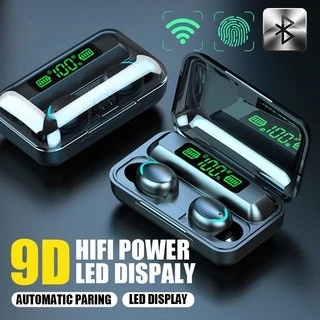 100
100
9D
HIFI POWER
LED DISPALY
AUTOMATIC PARING
LED DISPLAY